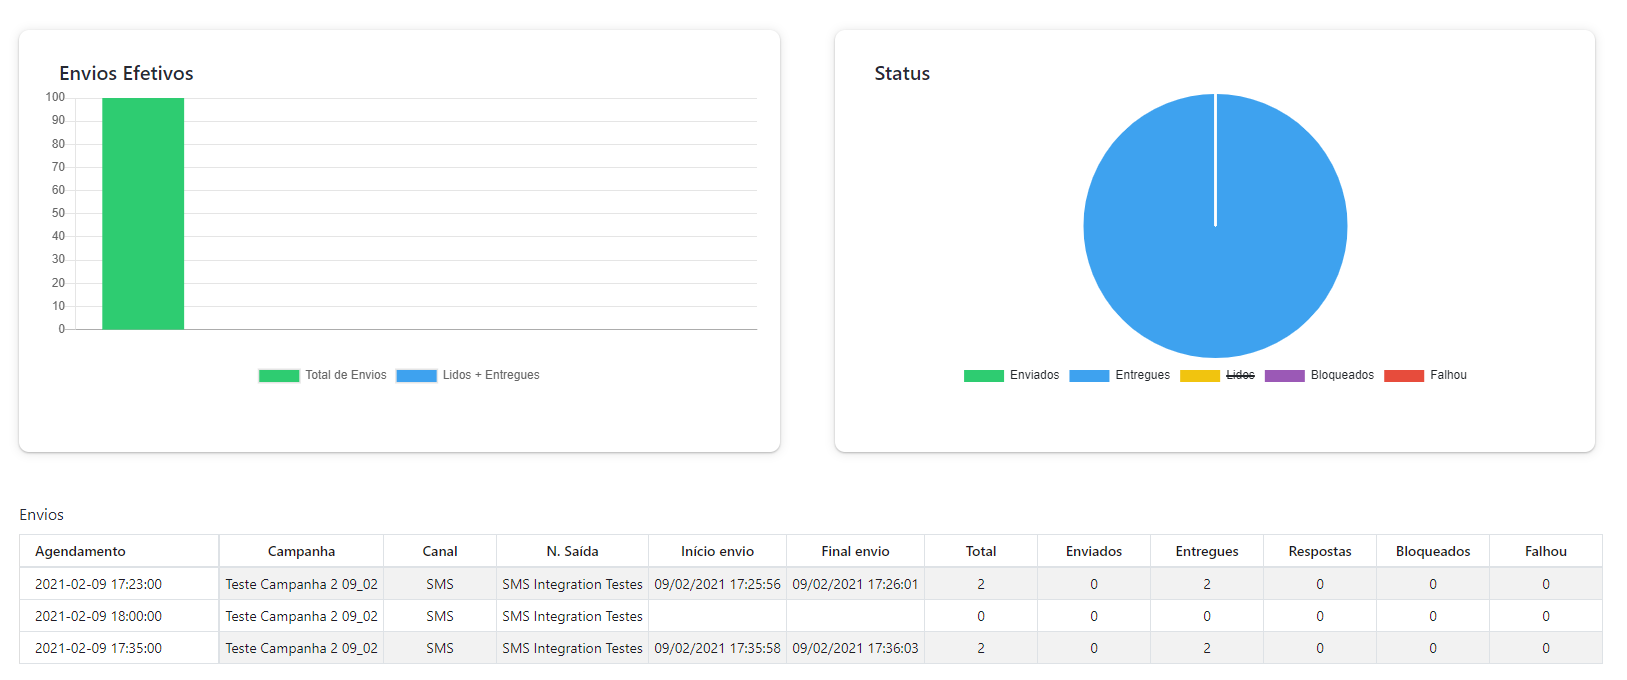 Envios Efetivos
100
90
80
70
60
50
40
30
20
10
0
Total de Envios Lidos + Entregues
Status
Enviados Entregues Lidos Bloqueados Falhou
Envios
Agendamento Campanha Canal N. Saída Início envio Final envio Total Enviados Entregues Respostas Bloqueados Falhou
2021-02-09 17:23:00 Teste Campanha 2 09_02 SMS SMS Integration Testes 09/02/2021 17:25:56 09/02/2021 17:26:01 2 0 2 0 0 0
2021-02-09 18:00:00 Teste Campanha 2 09_02 SMS SMS Integration Testes 0 0 0 0 0 0
2021-02-09 17:35:00 Teste Campanha 2 09_02 SMS SMS Integration Testes 09/02/2021 17:35:58 09/02/2021 17:36:03 2 0 2 0 0 0